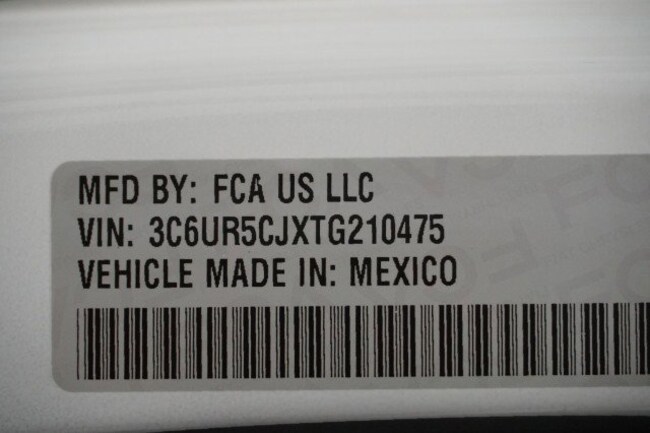 MFD BY: FCA US LLC
VIN: 3C6UR5CJXTG210475
VEHICLE MADE IN: MEXICO